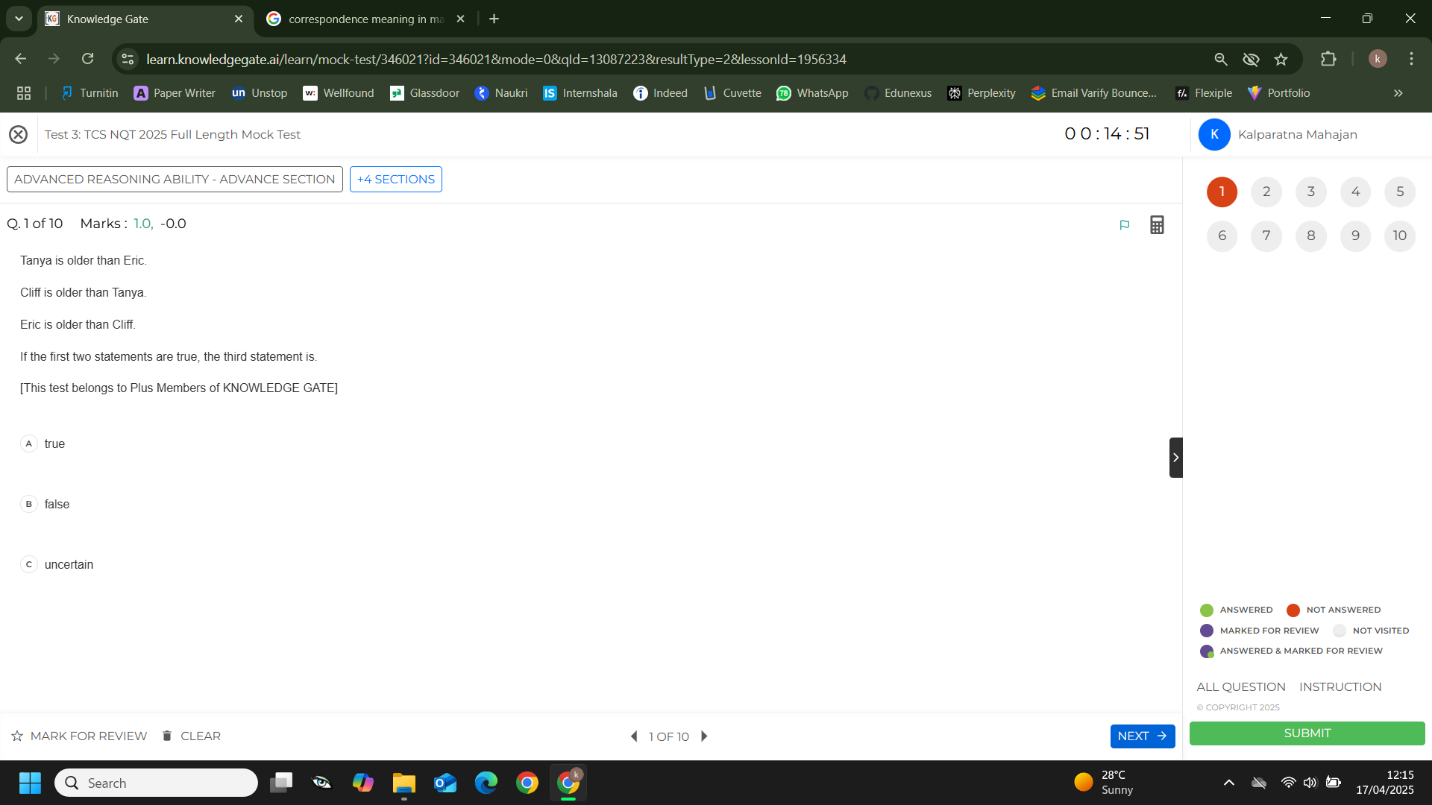 Knowledge Gate
correspondence meaning in ma
learn.knowledgegate.ai/learn/mock-test/346021?id=346021&mode=0&qId=13087223&resultType=2&lessonId=1956334
k
Turnitin
A Paper Writer
un Unstop
w: Wellfound
Glassdoor
Naukri
IS Internshala
Indeed
Cuvette
WhatsApp
Edunexus
Perplexity
Email Varify Bounce...
Flexiple
Portfolio
Test 3: TCS NQT 2025 Full Length Mock Test
00:14:51
K Kalparatna Mahajan
ADVANCED REASONING ABILITY - ADVANCE SECTION
+4 SECTIONS
1 2 3 4 5
6 7 8 9 10
Q. 1 of 10 Marks : 1.0, -0.0
Tanya is older than Eric.
Cliff is older than Tanya.
Eric is older than Cliff.
If the first two statements are true, the third statement is.
[This test belongs to Plus Members of KNOWLEDGE GATE]
A true
B false
C uncertain
ANSWERED NOT ANSWERED
MARKED FOR REVIEW NOT VISITED
ANSWERED & MARKED FOR REVIEW
ALL QUESTION INSTRUCTION
© COPYRIGHT 2025
SUBMIT
MARK FOR REVIEW CLEAR
1 OF 10
NEXT
Search
28°C
Sunny
12:15
17/04/2025